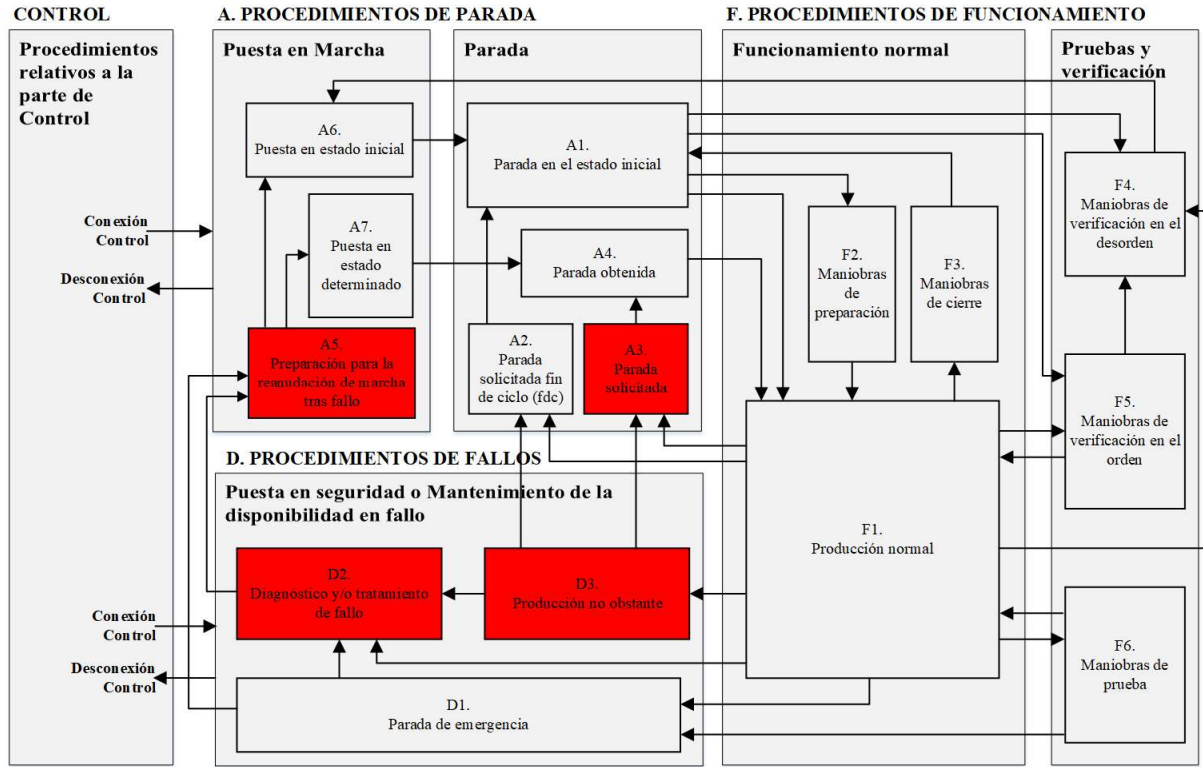 CONTROL
A. PROCEDIMIENTOS DE PARADA
F. PROCEDIMIENTOS DE FUNCIONAMIENTO
Procedimientos
relativos a la
parte de
Control
Puesta en Marcha
Parada
Funcionamiento normal
Pruebas y
verificación
A6.
Puesta en estado inicial
A1.
Parada en el estado inicial
A7.
Puesta en
estado
determinado
A4.
Parada obtenida
F2.
Maniobras
de
preparación
F3.
Maniobras
de cierre
F4.
Maniobras de
verificación en el
desorden
Conexión
Control
Desconexión
Control
A5.
Preparación para la
reanudación de marcha
tras fallo
A2.
Parada
solicitada fin
de ciclo (fdc)
A3.
Parada
solicitada
F5.
Maniobras de
verificación en el
orden
D. PROCEDIMIENTOS DE FALLOS
Puesta en seguridad o Mantenimiento de la
disponibilidad en fallo
F1.
Producción normal
D2.
Diagnóstico y/o tratamiento
de fallo
D3.
Producción no obstante
Conexión
Control
Desconexión
Control
F6.
Maniobras de
prueba
D1.
Parada de emergencia